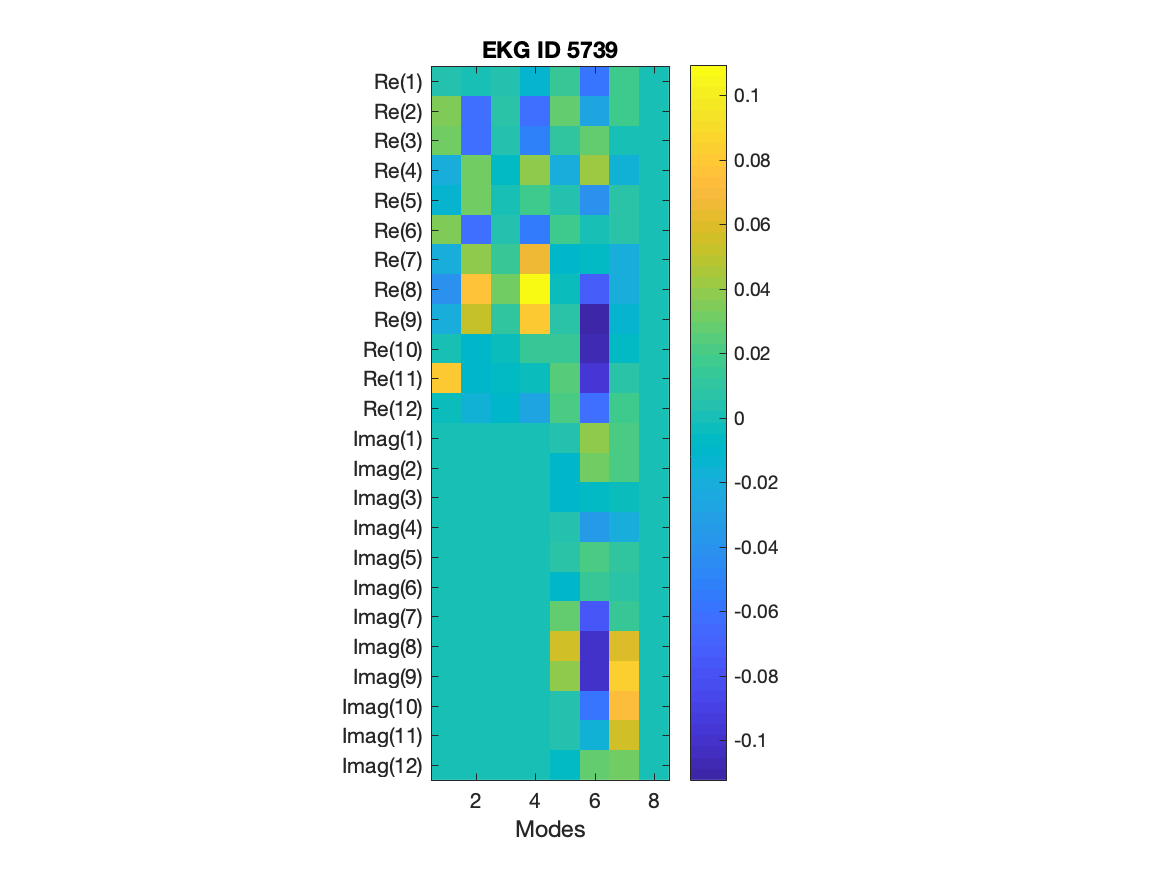 EKG ID 5739
Re(1)
Re(2)
Re(3)
Re(4)
Re(5)
Re(6)
Re(7)
Re(8)
Re(9)
Re(10)
Re(11)
Re(12)
Imag(1)
Imag(2)
Imag(3)
Imag(4)
Imag(5)
Imag(6)
Imag(7)
Imag(8)
Imag(9)
Imag(10)
Imag(11)
Imag(12)
2 4 6 8
Modes
0.1
0.08
0.06
0.04
0.02
0
-0.02
-0.04
-0.06
-0.08
-0.1